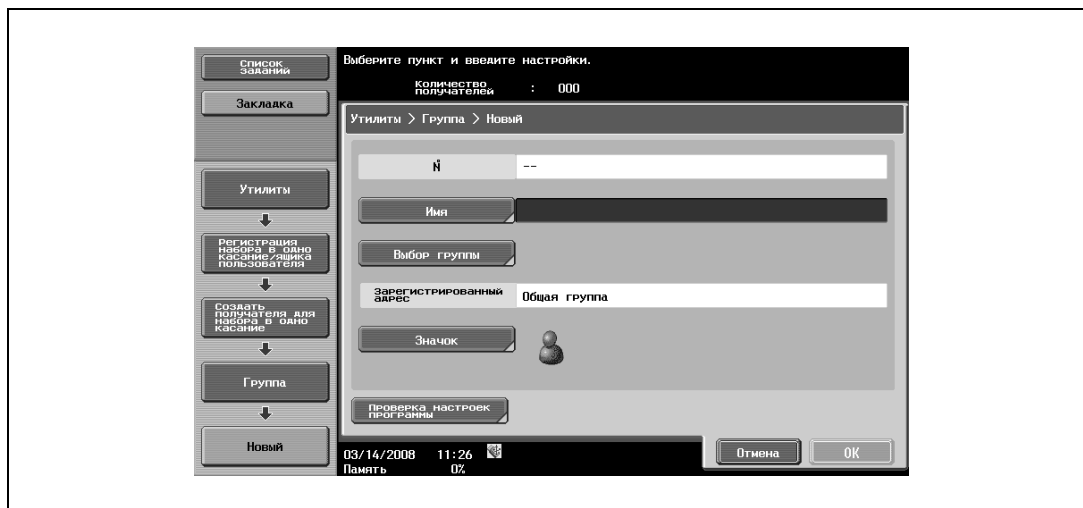 Список
заданий
Закладка
Утилиты
Регистрация
набора в одно
касание/ящика
пользователя
Создать
получателя для
набора в одно
касание
Группа
Новый
Выберите пункт и введите настройки.
Количество
получателей : 000
Утилиты > Группа > Новый
N̊ --
Имя
Выбор группы
Зарегистрированный
адрес Общая группа
Значок
Проверка настроек
программы
03/14/2008 11:26
Память 0%
Отмена OK